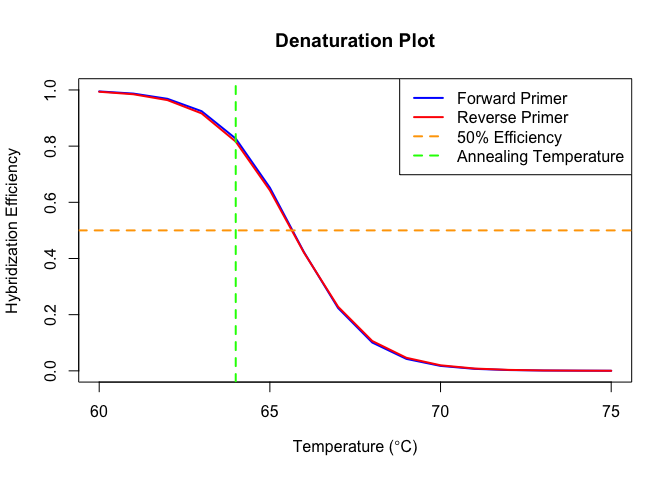 Denaturation Plot
Forward Primer
Reverse Primer
50% Efficiency
Annealing Temperature
Hybridization Efficiency
1.0
0.8
0.6
0.4
0.2
0.0
60
65
70
75
Temperature (°C)